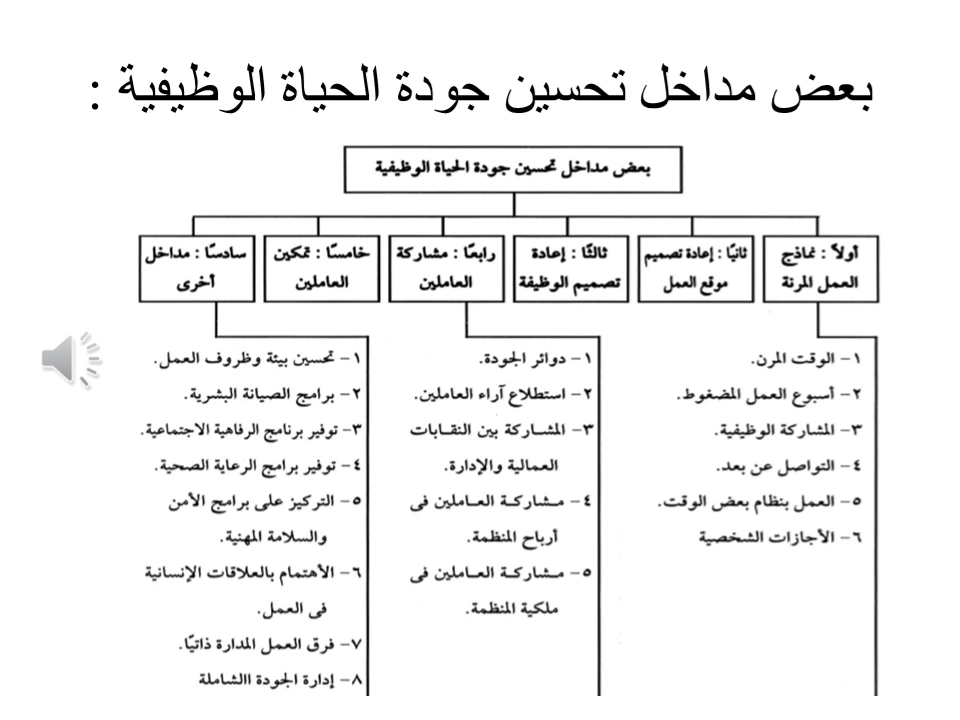 بعض مداخل تحسين جودة الحياة الوظيفية :
بعض مداخل تحسين جودة الحياة الوظيفية
أولاً : نماذج
العمل المرنة
ثانيًا : إعادة تصميم
موقع العمل
ثالثًا : إعادة
تصميم الوظيفة
رابعًا : مشاركة
العاملين
خامسًا : تمكين
العاملين
سادسًا : مداخل
أخرى
١- الوقت المرن.
٢- أسبوع العمل المضغوط.
٣- المشاركة الوظيفية.
٤- التواصل عن بعد.
٥- العمل بنظام بعض الوقت.
٦- الأجازات الشخصية
١- دوائر الجودة.
٢- استطلاع آراء العاملين.
٣- المشاركة بين النقابات
العمالية والإدارة.
٤- مشاركة العاملين فى
أرباح المنظمة.
٥- مشاركة العاملين فى
ملكية المنظمة.
١- تحسين بيئة وظروف العمل.
٢- برامج الصيانة البشرية.
٣- توفير برنامج الرفاهية الاجتماعية.
٤- توفير برامج الرعاية الصحية.
٥- التركيز على برامج الأمن
والسلامة المهنية.
٦- الأهتمام بالعلاقات الإنسانية
فى العمل.
٧- فرق العمل المدارة ذاتيًا.
٨- إدارة الجودة االشاملة